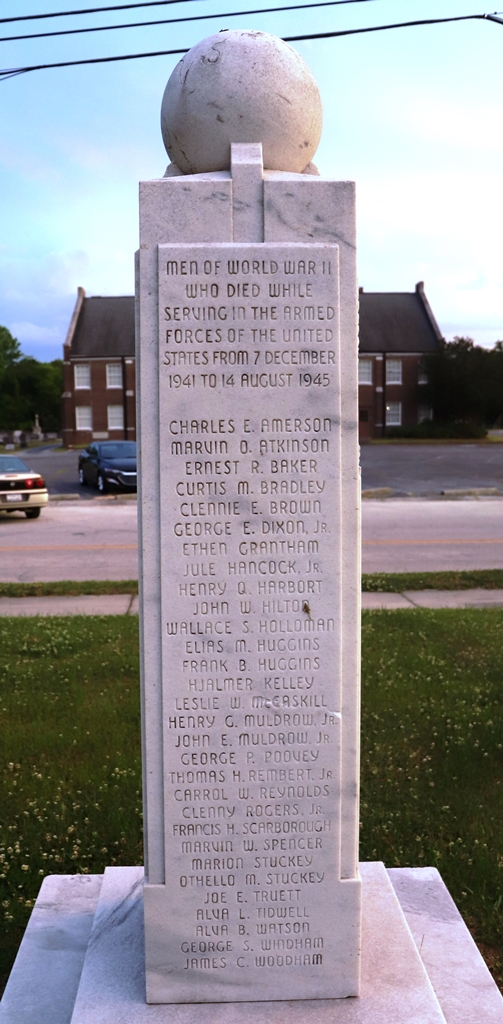 MEN OF WORLD WAR II
WHO DIED WHILE
SERVING IN THE ARMED
FORCES OF THE UNITED
STATES FROM 7 DECEMBER
1941 TO 14 AUGUST 1945
CHARLES E. AMERSON
MARVIN O. ATKINSON
ERNEST R. BAKER
CURTIS M. BRADLEY
CLENNIE E. BROWN
GEORGE E. DIXON, JR.
ETHEN GRANTHAM
JULE HANCOCK, JR.
HENRY Q. HARBORT
JOHN W. HILTON
WALLACE S. HOLLOMAN
ELIAS M. HUGGINS
FRANK B. HUGGINS
HJALMER KELLEY
LESLIE W. McCASKILL
HENRY G. MULDROW, JR.
JOHN E. MULDROW, JR.
GEORGE P. POOVEY
THOMAS H. REMBERT, JR.
CARROL W. REYNOLDS
CLENNY ROGERS, JR.
FRANCIS H. SCARBOROUGH
MARVIN W. SPENCER
MARION STUCKEY
OTHELLO M. STUCKEY
JOE E. TRUETT
ALVA L. TIDWELL
ALVA B. WATSON
GEORGE S. WINDHAM
JAMES C. WOODHAM